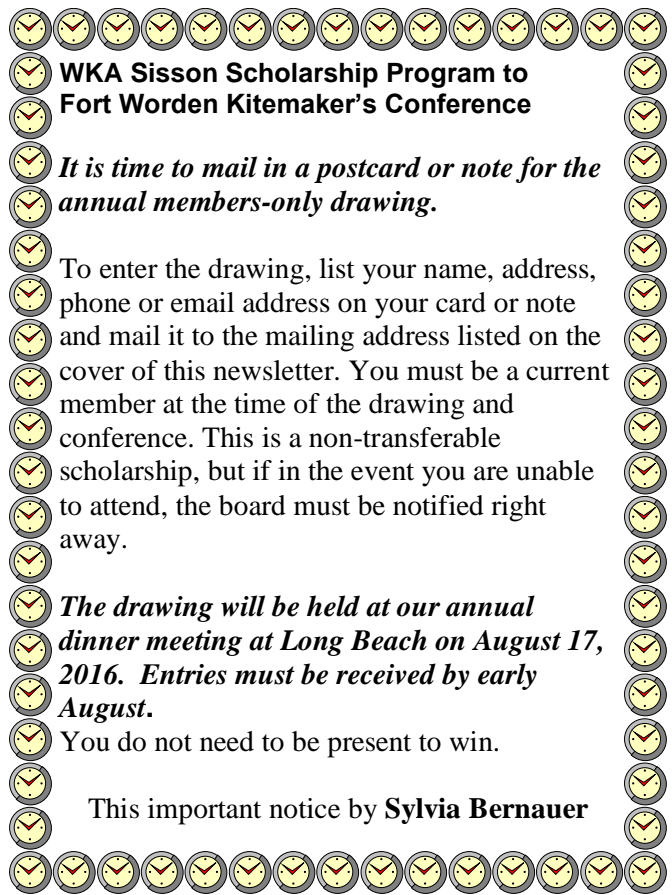 WKA Sisson Scholarship Program to
Fort Worden Kitemaker's Conference
It is time to mail in a postcard or note for the
annual members-only drawing.
To enter the drawing, list your name, address,
phone or email address on your card or note
and mail it to the mailing address listed on the
cover of this newsletter. You must be a current
member at the time of the drawing and
conference. This is a non-transferable
scholarship, but if in the event you are unable
to attend, the board must be notified right
away.
The drawing will be held at our annual
dinner meeting at Long Beach on August 17,
2016.  Entries must be received by early
August.
You do not need to be present to win.
This important notice by Sylvia Bernauer